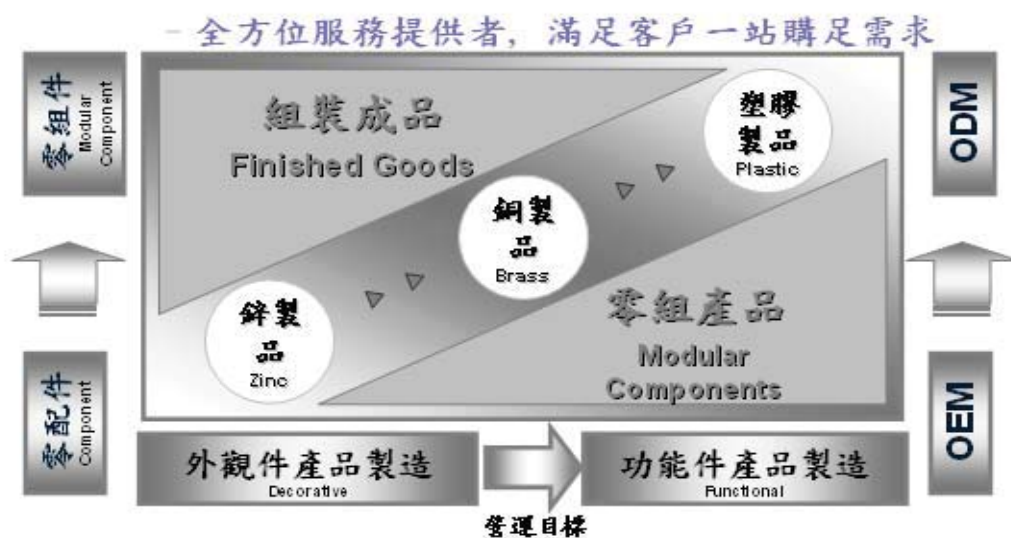 – 全方位服務提供者, 滿足客戶一站購足需求
零組件
Modular
Component
零配件
Component
組裝成品
Finished Goods
塑膠
製品
Plastic
銅製
品
Brass
鋅製
品
Zinc
零組產品
Modular
Components
ODM
OEM
外觀件產品製造
Decorative
功能件產品製造
Functional
營運目標